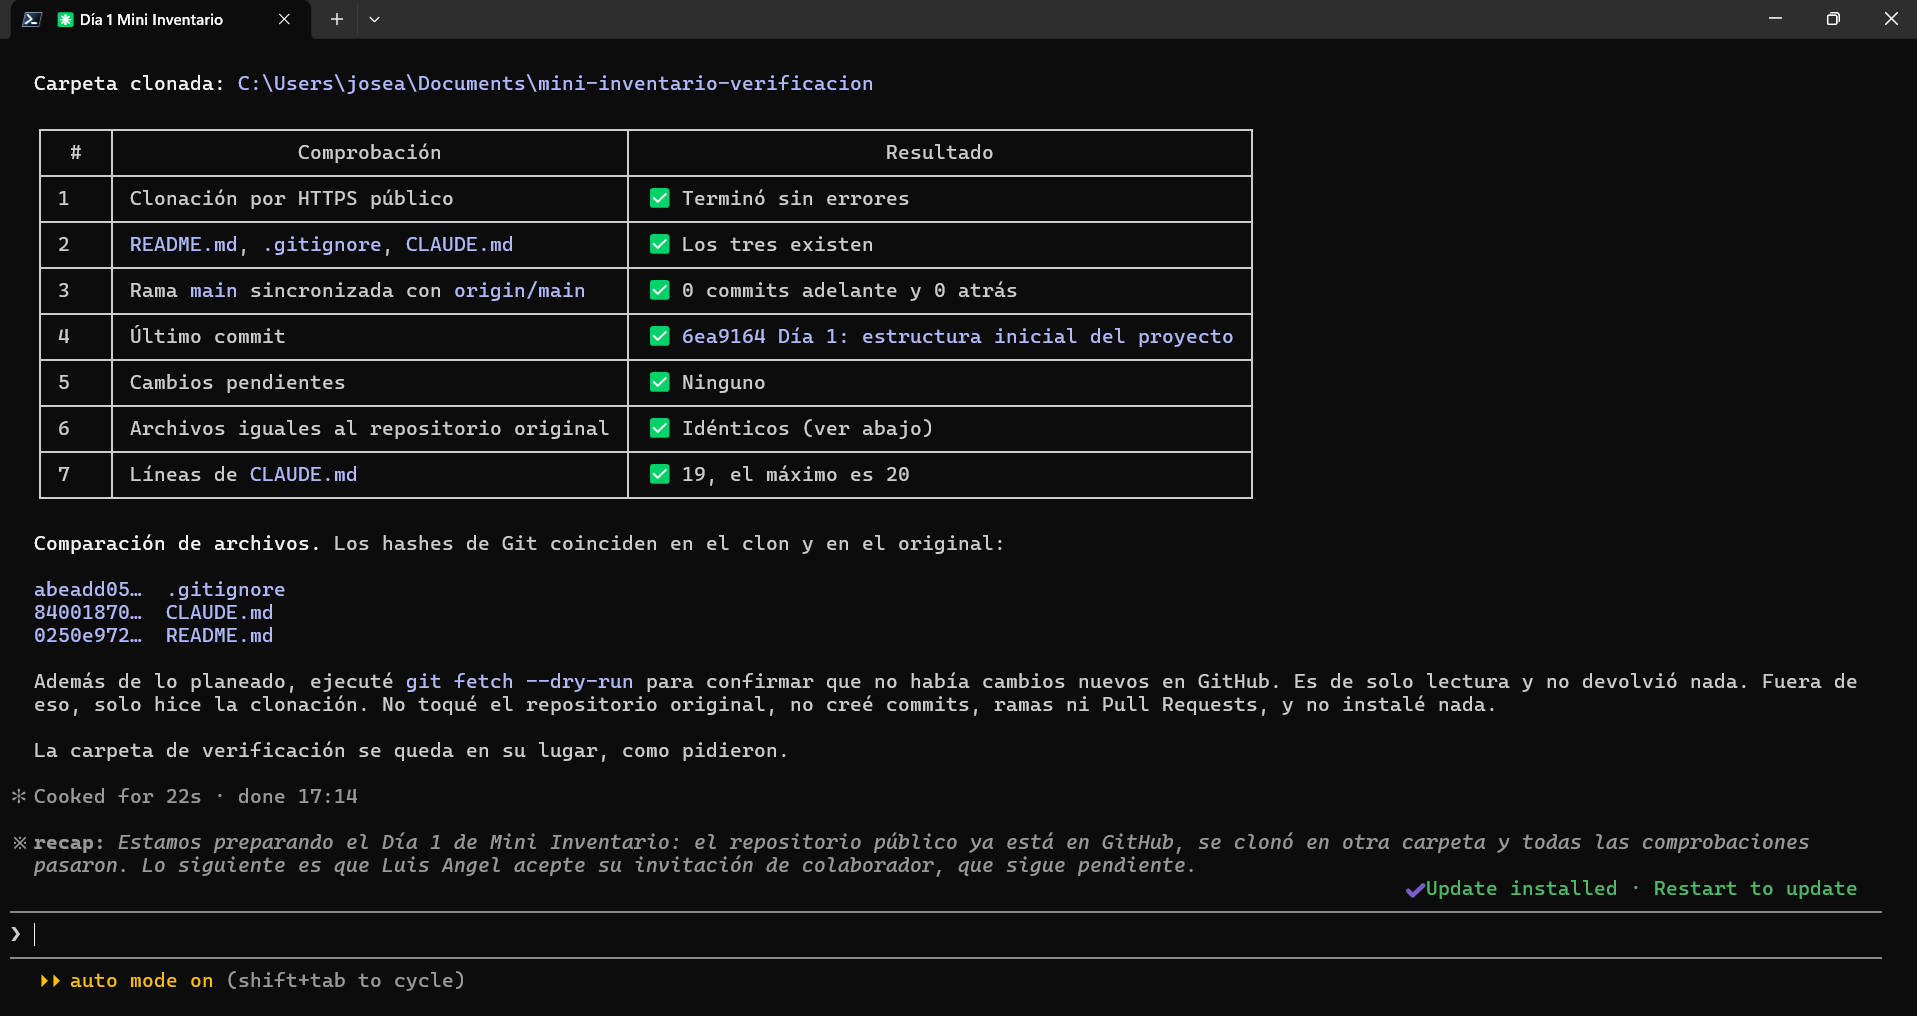 Día 1 Mini Inventario
Carpeta clonada: C:\Users\josea\Documents\mini-inventario-verificacion
# Comprobación Resultado
1 Clonación por HTTPS público ✅ Terminó sin errores
2 README.md, .gitignore, CLAUDE.md ✅ Los tres existen
3 Rama main sincronizada con origin/main ✅ 0 commits adelante y 0 atrás
4 Último commit ✅ 6ea9164 Día 1: estructura inicial del proyecto
5 Cambios pendientes ✅ Ninguno
6 Archivos iguales al repositorio original ✅ Idénticos (ver abajo)
7 Líneas de CLAUDE.md ✅ 19, el máximo es 20
Comparación de archivos. Los hashes de Git coinciden en el clon y en el original:
abeadd05… .gitignore
84001870… CLAUDE.md
0250e972… README.md
Además de lo planeado, ejecuté git fetch --dry-run para confirmar que no había cambios nuevos en GitHub. Es de solo lectura y no devolvió nada. Fuera de
eso, solo hice la clonación. No toqué el repositorio original, no creé commits, ramas ni Pull Requests, y no instalé nada.
La carpeta de verificación se queda en su lugar, como pidieron.
✻ Cooked for 22s · done 17:14
※ recap: Estamos preparando el Día 1 de Mini Inventario: el repositorio público ya está en GitHub, se clonó en otra carpeta y todas las comprobaciones
pasaron. Lo siguiente es que Luis Angel acepte su invitación de colaborador, que sigue pendiente.
✔Update installed · Restart to update
❯
⏵⏵ auto mode on (shift+tab to cycle)